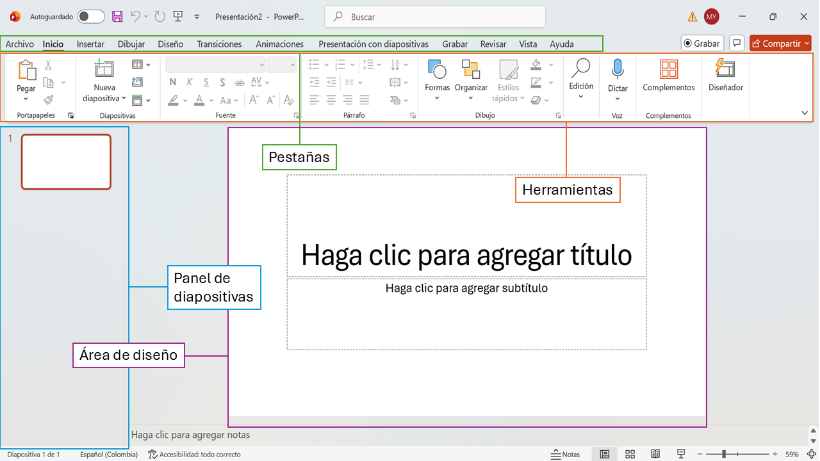 Autoguardado
Presentación2 - PowerP...
Buscar
MY
Archivo Inicio Insertar Dibujar Diseño Transiciones Animaciones Presentación con diapositivas Grabar Revisar Vista Ayuda
Grabar
Compartir
Pegar
Nueva
diapositiva
N K S S ab AV
A Aa A A A
Formas
Organizar
Estilos
rápidos
Edición
Dictar
Complementos
Diseñador
Portapapeles
Diapositivas
Fuente
Párrafo
Dibujo
Voz
Complementos
1
Pestañas
Herramientas
Haga clic para agregar título
Haga clic para agregar subtítulo
Panel de
diapositivas
Área de diseño
Haga clic para agregar notas
Diapositiva 1 de 1
Español (Colombia)
Accesibilidad: todo correcto
Notas
59%